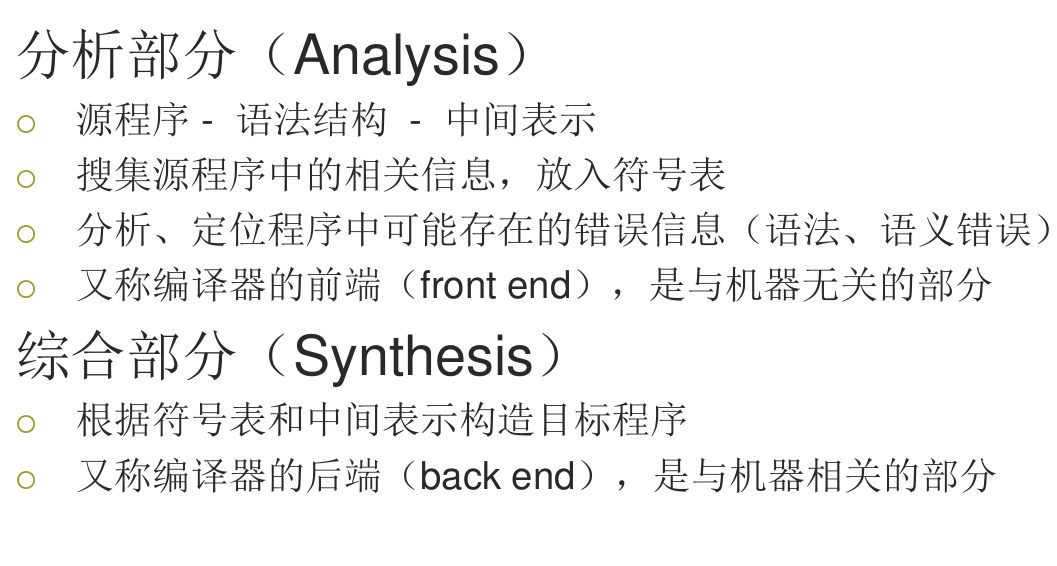 分析部分（Analysis）
源程序 - 语法结构 - 中间表示
搜集源程序中的相关信息，放入符号表
分析、定位程序中可能存在的错误信息（语法、语义错误）
又称编译器的前端（front end），是与机器无关的部分
综合部分（Synthesis）
根据符号表和中间表示构造目标程序
又称编译器的后端（back end），是与机器相关的部分